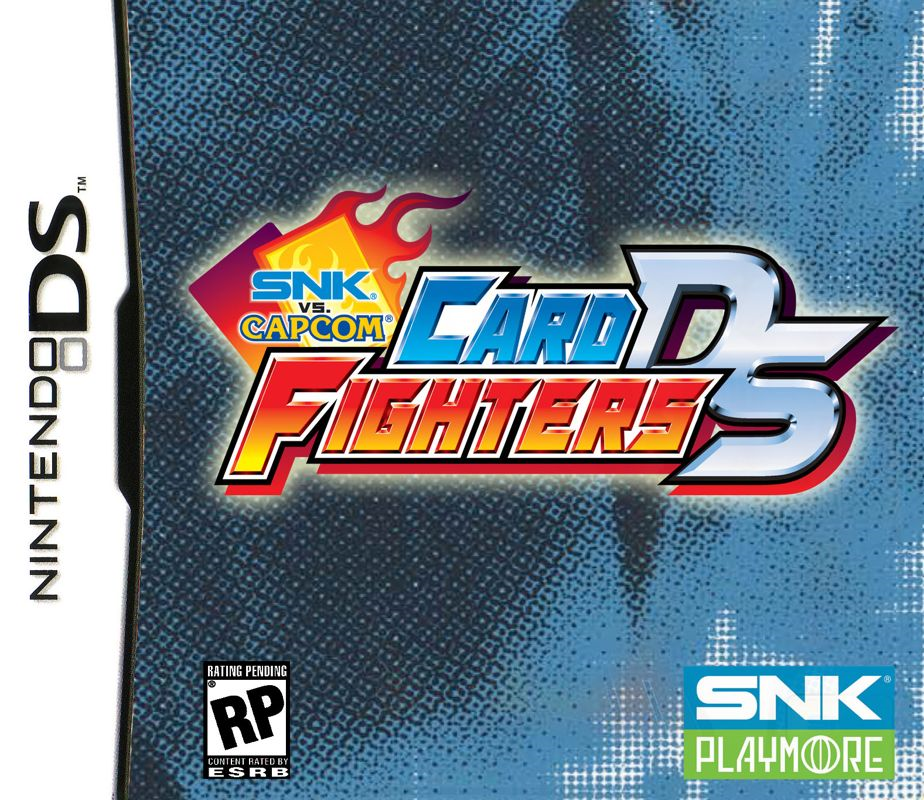 NINTENDO DS™
SNK®
VS.
CAPCOM®
CARD
FIGHTERS
DS
RATING PENDING
RP®
CONTENT RATED BY
ESRB
SNK®
PLAYMORE